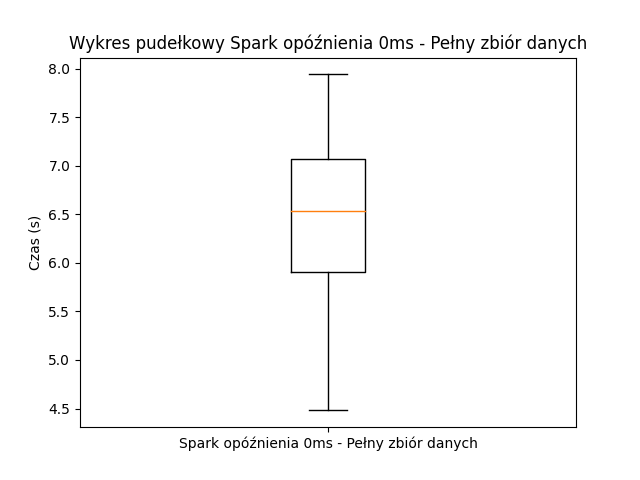 Wykres pudełkowy Spark opóźnienia 0ms - Pełny zbiór danych
8.0
7.5
7.0
6.5
6.0
5.5
5.0
4.5
Czas (s)
Spark opóźnienia 0ms - Pełny zbiór danych